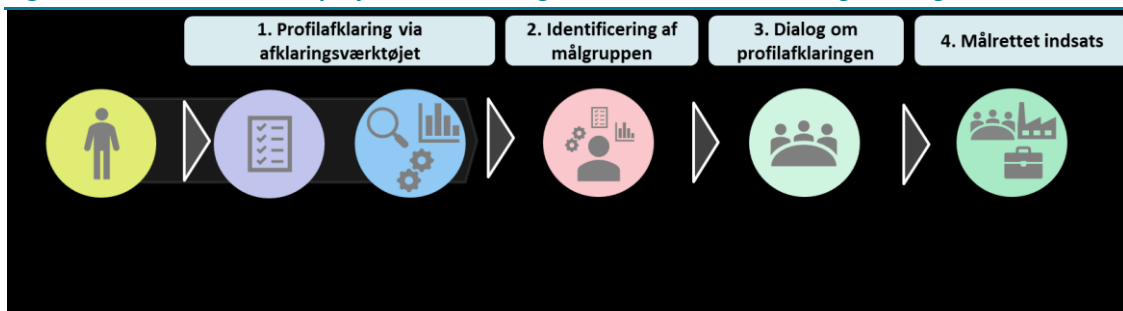 1. Profilafklaring via
afklaringsværktøjet
2. Identificering af
målgruppen
3. Dialog om
profilafklaringen
4. Målrettet indsats